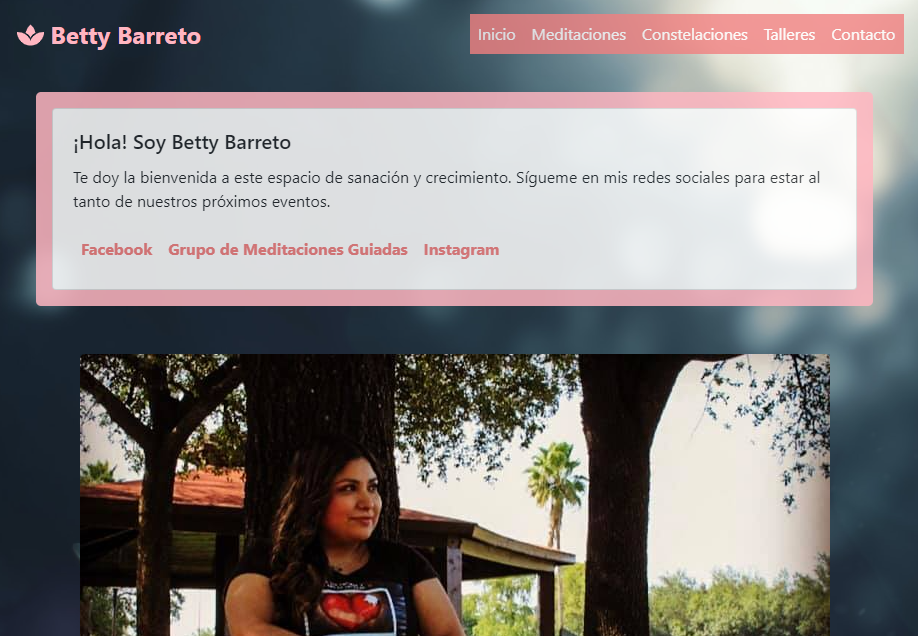 Betty Barreto
Inicio Meditaciones Constelaciones Talleres Contacto
¡Hola! Soy Betty Barreto
Te doy la bienvenida a este espacio de sanación y crecimiento. Sígueme en mis redes sociales para estar al
tanto de nuestros próximos eventos.
Facebook Grupo de Meditaciones Guiadas Instagram